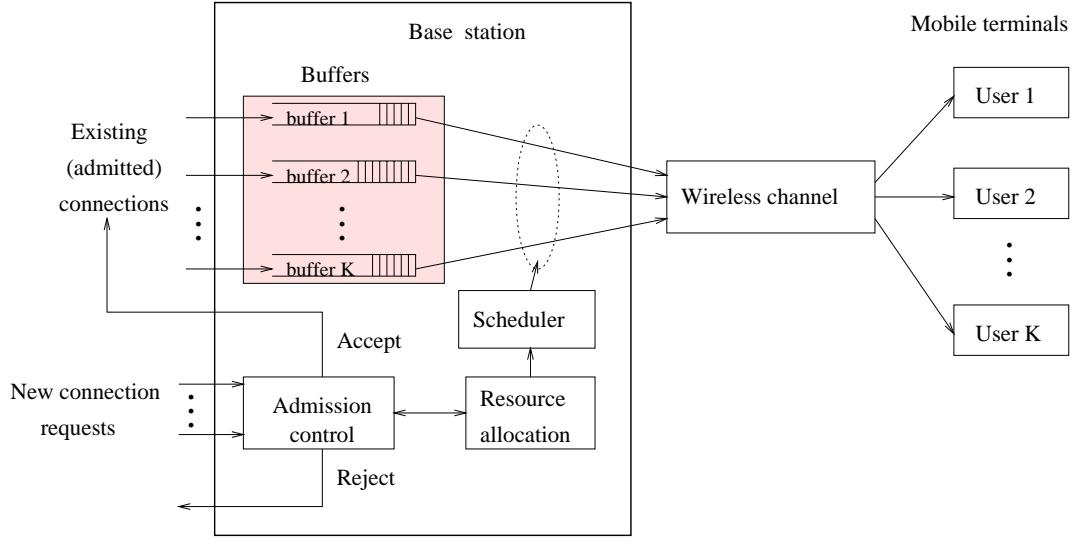 Base  station
Mobile terminals
Buffers
buffer 1
buffer 2
buffer K
Existing
(admitted)
connections
Wireless channel
User 1
User 2
User K
Scheduler
Accept
New connection
requests
Admission
control
Resource
allocation
Reject